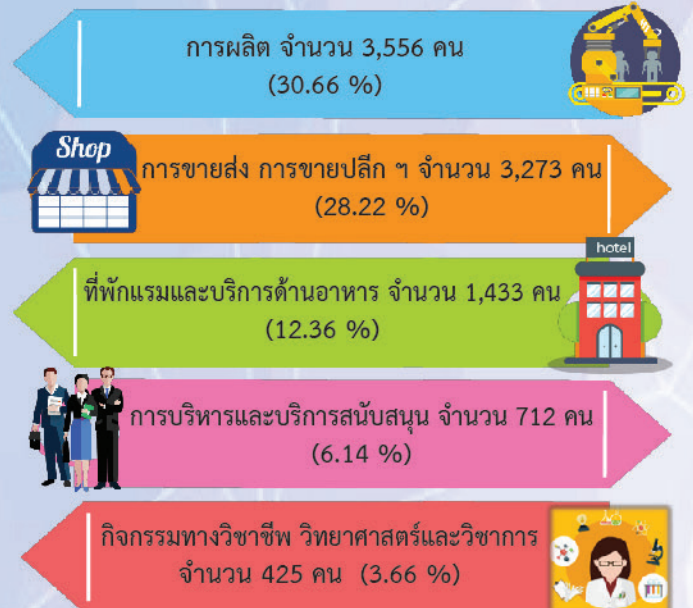 การผลิต จำนวน 3,556 คน
(30.66 %)
Shop
การขายส่ง การขายปลีก ฯ จำนวน 3,273 คน
(28.22 %)
hotel
ที่พักแรมและบริการด้านอาหาร จำนวน 1,433 คน
(12.36 %)
การบริหารและบริการสนับสนุน จำนวน 712 คน
(6.14 %)
กิจกรรมทางวิชาชีพ วิทยาศาสตร์และวิชาการ
จำนวน 425 คน (3.66 %)